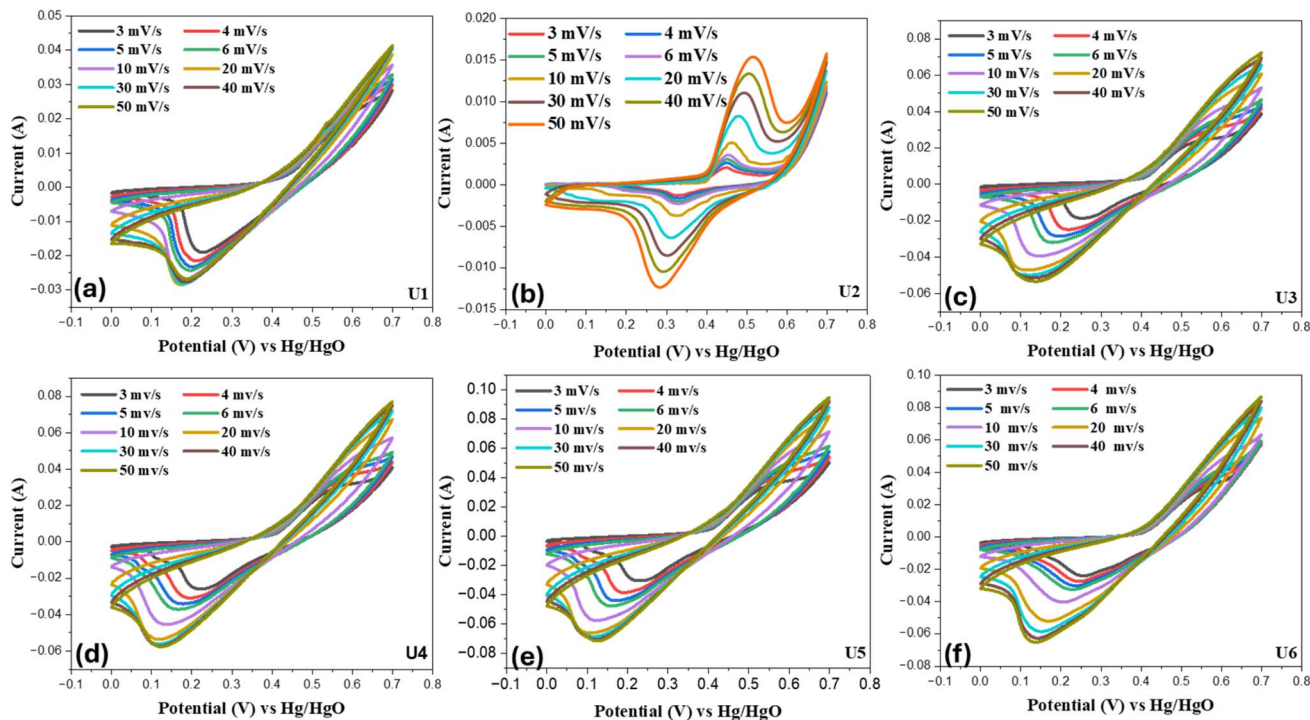 (a)
3 mV/s 4 mV/s
5 mV/s 6 mV/s
10 mV/s 20 mV/s
30 mV/s 40 mV/s
50 mV/s
0.05
0.04
0.03
0.02
0.01
0.00
−0.01
−0.02
−0.03
Current (A)
U1
−0.1 0.0 0.1 0.2 0.3 0.4 0.5 0.6 0.7 0.8
Potential (V) vs Hg/HgO
(b)
3 mV/s 4 mV/s
5 mV/s 6 mV/s
10 mV/s 20 mV/s
30 mV/s 40 mV/s
50 mV/s
0.020
0.015
0.010
0.005
0.000
−0.005
−0.010
−0.015
Current (A)
U2
−0.1 0.0 0.1 0.2 0.3 0.4 0.5 0.6 0.7 0.8
Potential (V) vs Hg/HgO
(c)
3 mV/s 4 mV/s
5 mV/s 6 mV/s
10 mV/s 20 mV/s
30 mV/s 40 mV/s
50 mV/s
0.08
0.06
0.04
0.02
0.00
−0.02
−0.04
−0.06
Current (A)
U3
−0.1 0.0 0.1 0.2 0.3 0.4 0.5 0.6 0.7 0.8
Potential (V) vs Hg/HgO
(d)
3 mv/s 4 mv/s
5 mv/s 6 mv/s
10 mv/s 20 mv/s
30 mv/s 40 mv/s
50 mv/s
0.08
0.06
0.04
0.02
0.00
−0.02
−0.04
−0.06
Current (A)
U4
−0.1 0.0 0.1 0.2 0.3 0.4 0.5 0.6 0.7 0.8
Potential (V) vs Hg/HgO
(e)
3 mV/s 4 mv/s
5 mv/s 6 mv/s
10 mv/s 20 mv/s
30 mv/s 40 mv/s
50 mv/s
0.10
0.08
0.06
0.04
0.02
0.00
−0.02
−0.04
−0.06
−0.08
Current (A)
U5
−0.1 0.0 0.1 0.2 0.3 0.4 0.5 0.6 0.7 0.8
Potential (V) vs Hg/HgO
(f)
3 mv/s 4 mv/s
5 mv/s 6 mv/s
10 mv/s 20 mv/s
30 mv/s 40 mv/s
50 mv/s
0.10
0.08
0.06
0.04
0.02
0.00
−0.02
−0.04
−0.06
−0.08
Current (A)
U6
−0.1 0.0 0.1 0.2 0.3 0.4 0.5 0.6 0.7 0.8
Potential (V) vs Hg/HgO